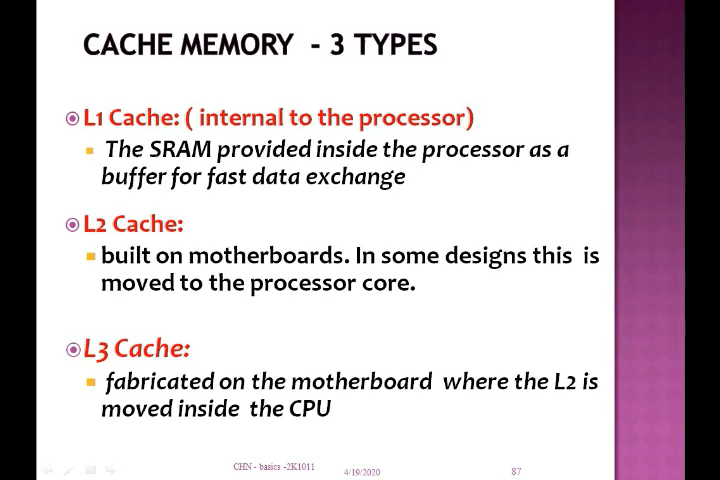 CACHE MEMORY - 3 TYPES
L1 Cache: ( internal to the processor)
The SRAM provided inside the processor as a
buffer for fast data exchange
L2 Cache:
built on motherboards. In some designs this is
moved to the processor core.
L3 Cache:
fabricated on the motherboard where the L2 is
moved inside the CPU
CHN - basics -2K1011
4/19/2020
87